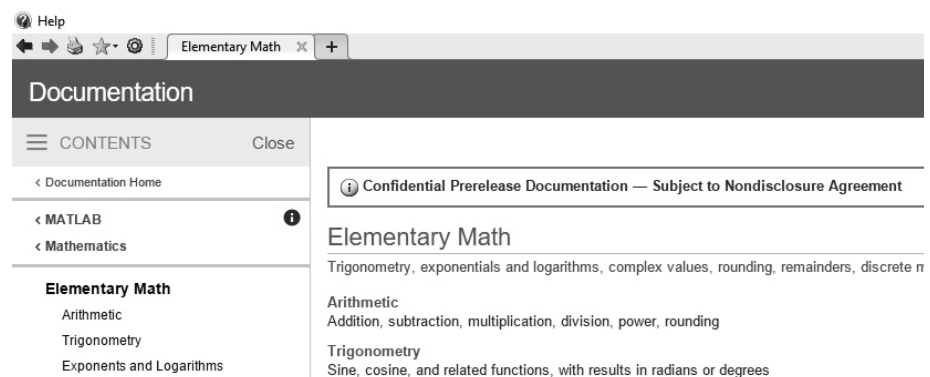 Help
Elementary Math
Documentation
CONTENTS Close
< Documentation Home
Confidential Prerelease Documentation — Subject to Nondisclosure Agreement
< MATLAB
< Mathematics
Elementary Math
Trigonometry, exponentials and logarithms, complex values, rounding, remainders, discrete
Elementary Math
Arithmetic
Trigonometry
Exponents and Logarithms
Arithmetic
Addition, subtraction, multiplication, division, power, rounding
Trigonometry
Sine, cosine, and related functions, with results in radians or degrees